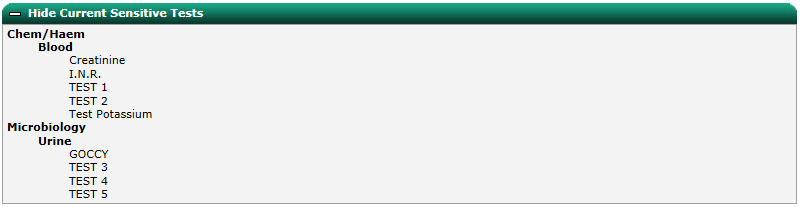 Hide Current Sensitive Tests
Chem/Haem
Blood
Creatinine
I.N.R.
TEST 1
TEST 2
Test Potassium
Microbiology
Urine
GOCCY
TEST 3
TEST 4
TEST 5